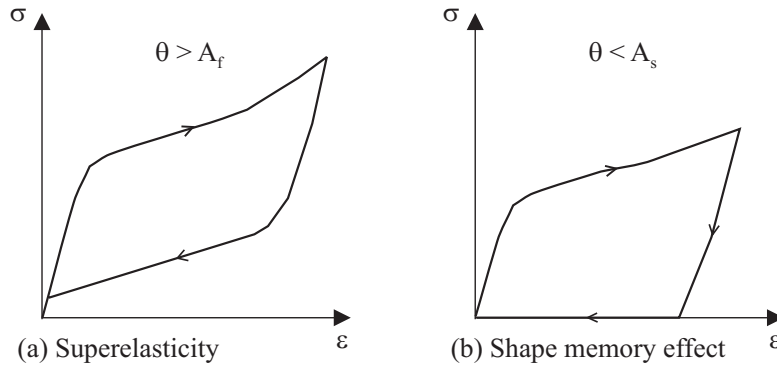 σ
θ > A_f
ε
(a) Superelasticity
σ
θ < A_s
ε
(b) Shape memory effect